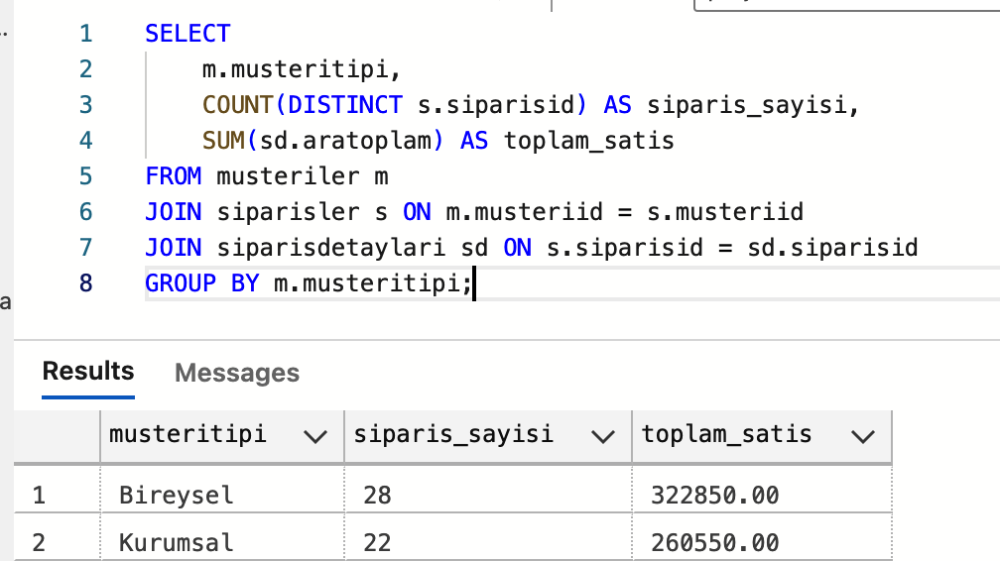 1 SELECT
2 m.musteritipi,
3 COUNT(DISTINCT s.siparisid) AS siparis_sayisi,
4 SUM(sd.aratoplam) AS toplam_satis
5 FROM musteriler m
6 JOIN siparisler s ON m.musteriid = s.musteriid
7 JOIN siparisdetaylari sd ON s.siparisid = sd.siparisid
8 GROUP BY m.musteritipi;
a
Results Messages
musteritipi siparis_sayisi toplam_satis
1 Bireysel 28 322850.00
2 Kurumsal 22 260550.00